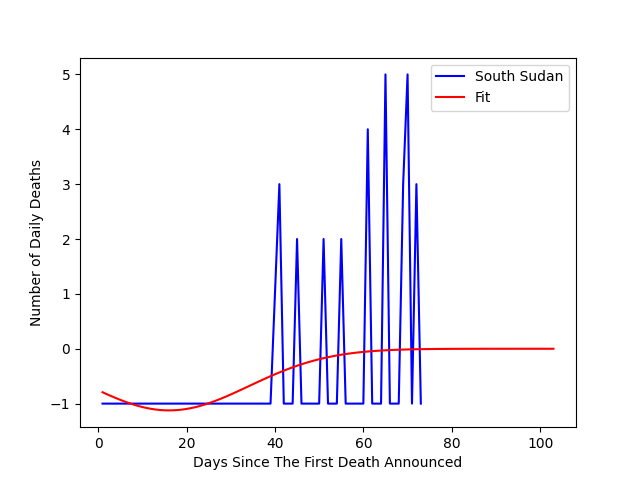 South Sudan
Fit
5
4
3
2
1
0
−1
Number of Daily Deaths
0 20 40 60 80 100
Days Since The First Death Announced